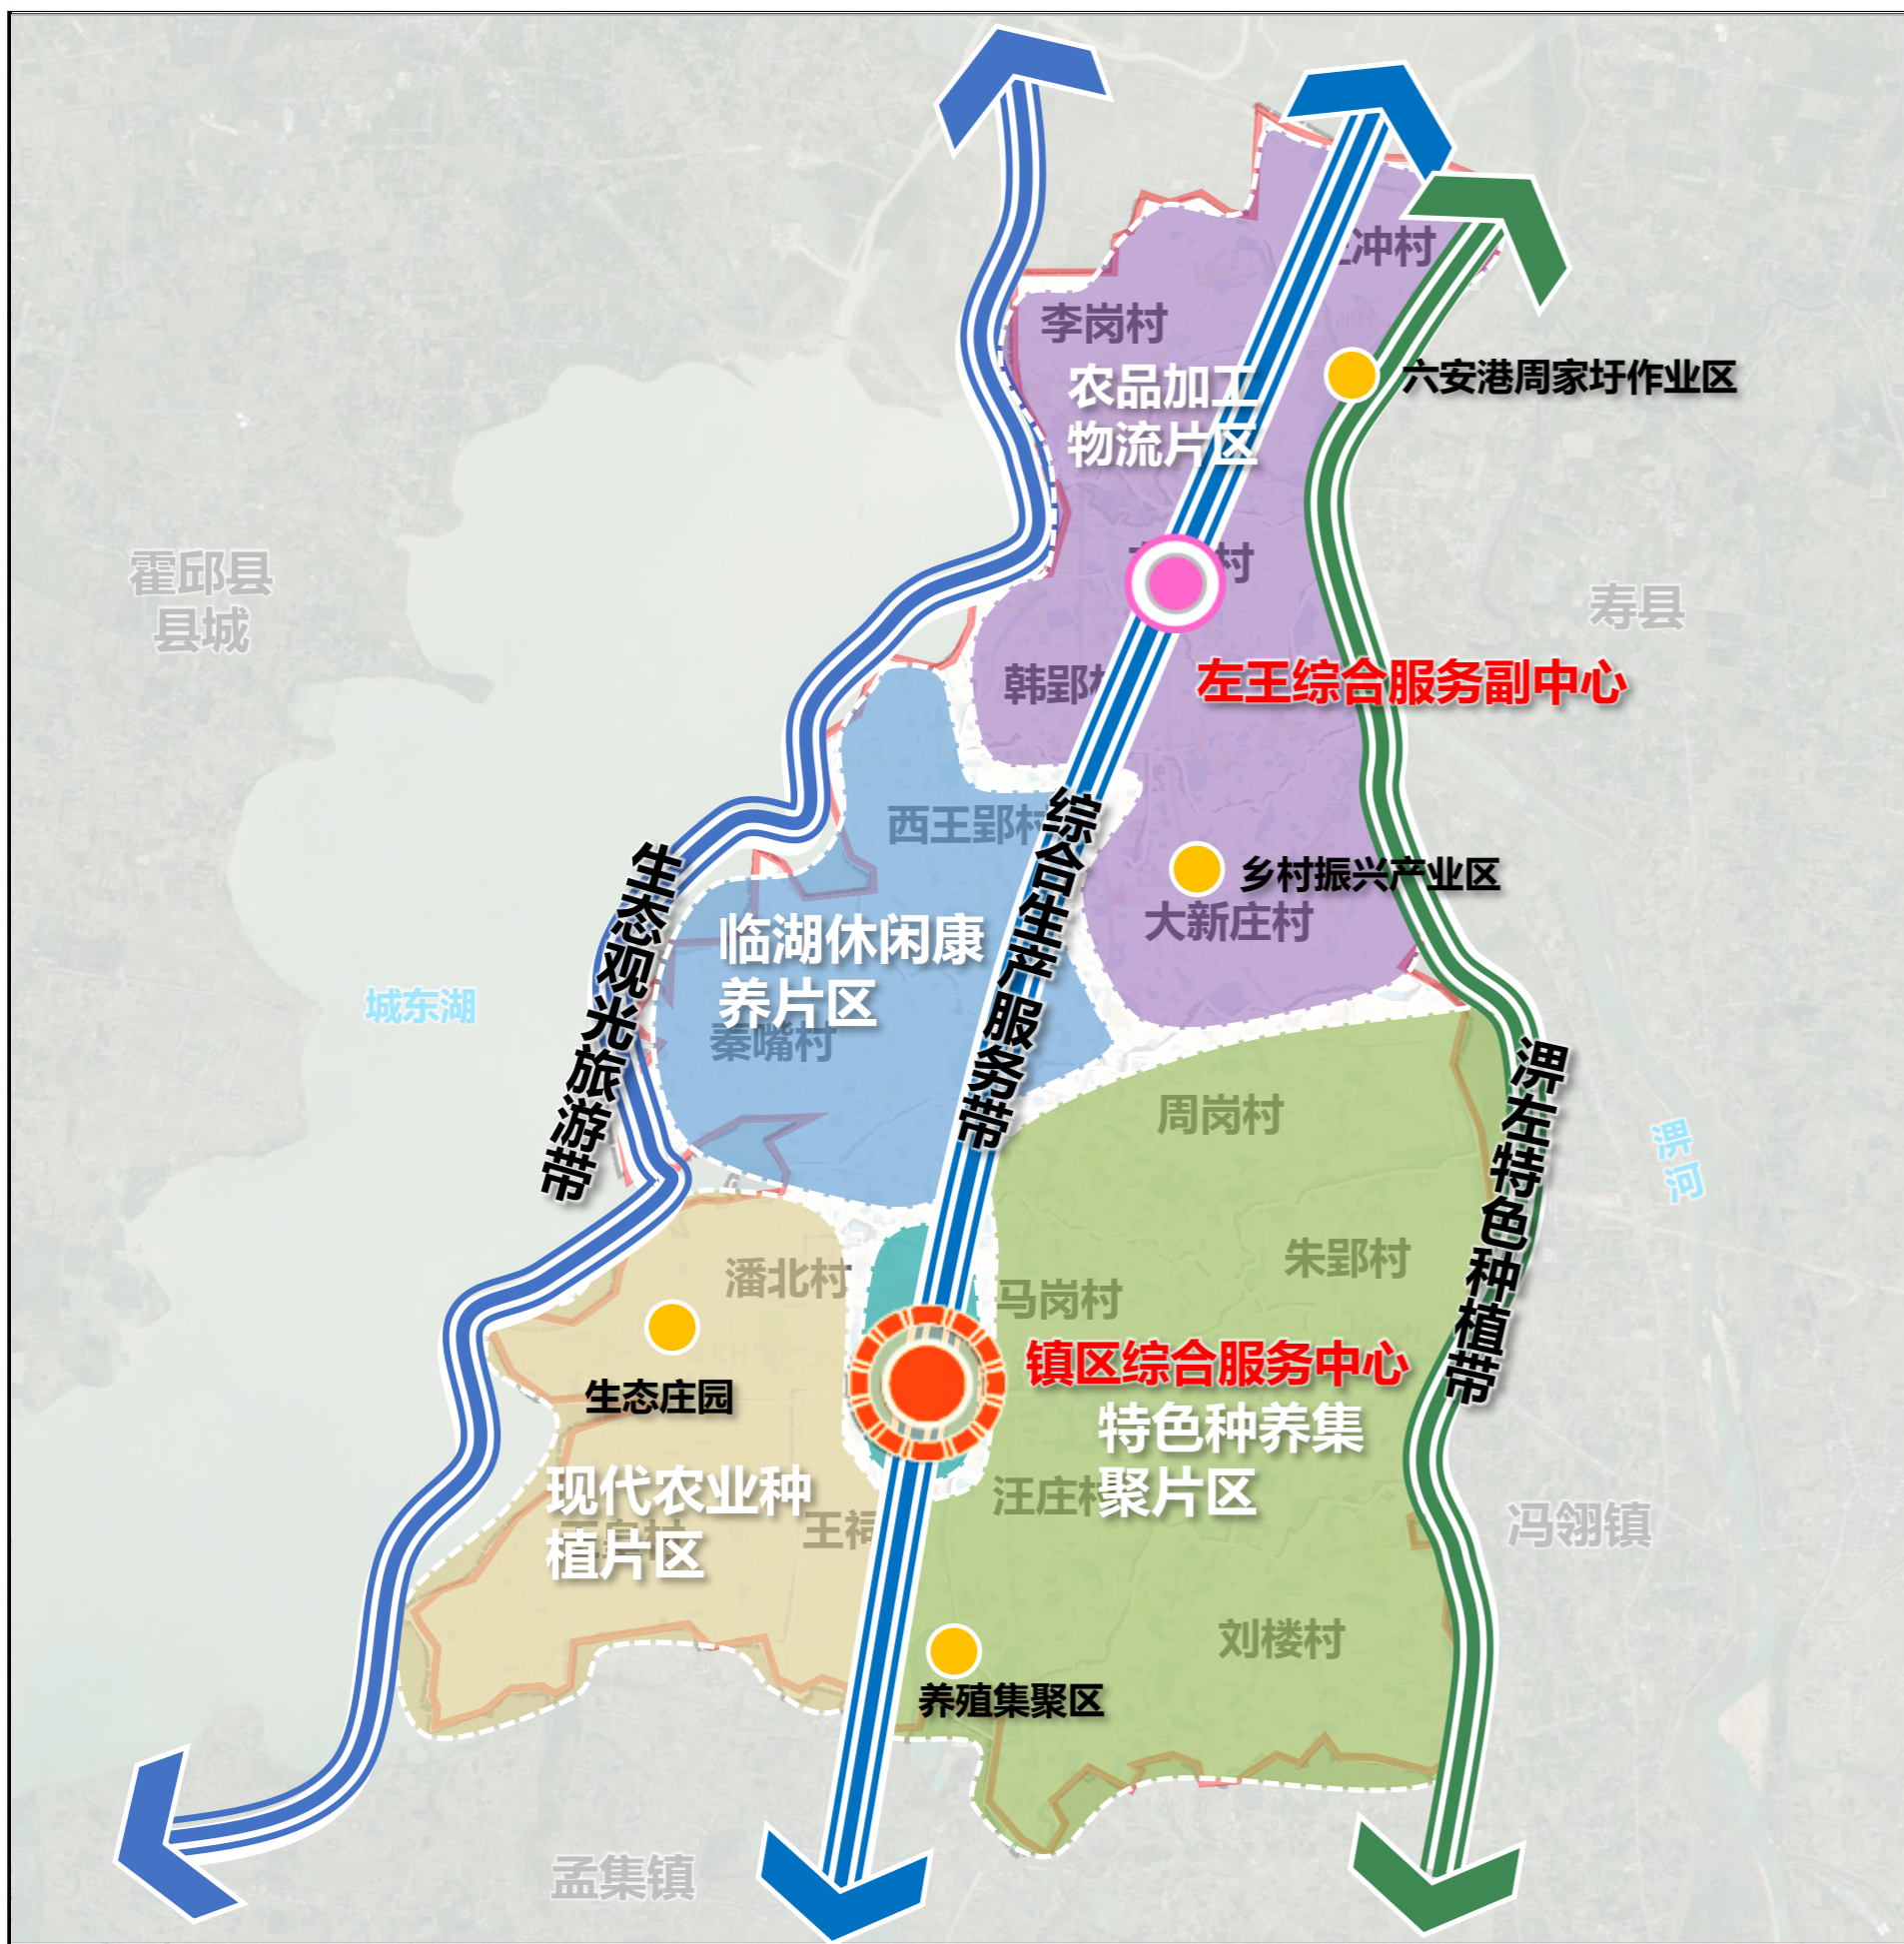 冲村
李岗村
农品加工
物流片区
六安港周家圩作业区
村
霍邱县
县城
寿县
韩郢村
左王综合服务副中心
西王郢村
综合生产服务带
生态观光旅游带
乡村振兴产业区
大新庄村
临湖休闲康
养片区
秦嘴村
城东湖
淠左特色种植带
周岗村
淠河
朱郢村
潘北村
马岗村
镇区综合服务中心
生态庄园
特色种养集
聚片区
现代农业种
植片区
汪庄村
王祠
冯翎镇
刘楼村
养殖集聚区
孟集镇